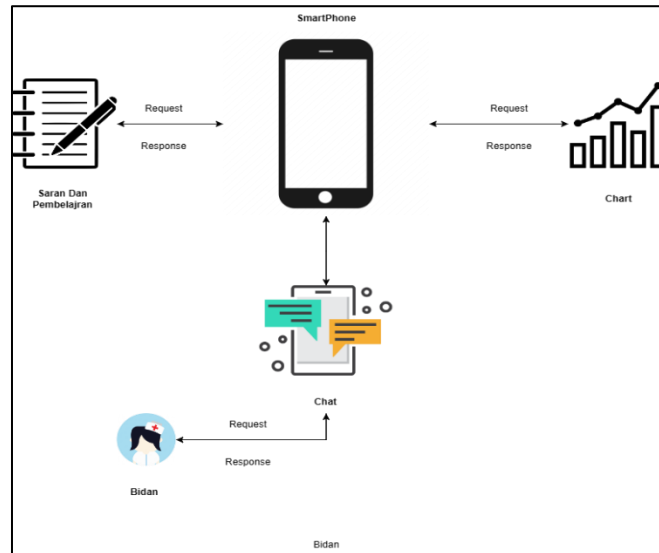 SmartPhone
Request
Response
Request
Response
Saran Dan
Pembelajran
Chart
Chat
Request
Response
Bidan
Bidan